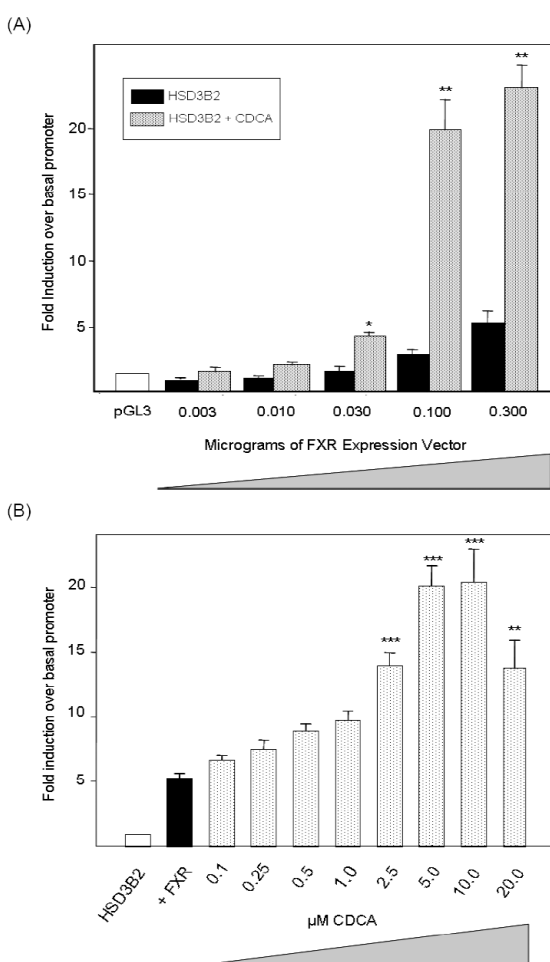 (A)
Fold Induction over basal promoter
20
15
10
5
HSD3B2
HSD3B2 + CDCA
*
**
**
pGL3 0.003 0.010 0.030 0.100 0.300
Micrograms of FXR Expression Vector
(B)
Fold induction over basal promoter
20
15
10
5
***
***
***
**
HSD3B2 + FXR 0.1 0.25 0.5 1.0 2.5 5.0 10.0 20.0
µM CDCA